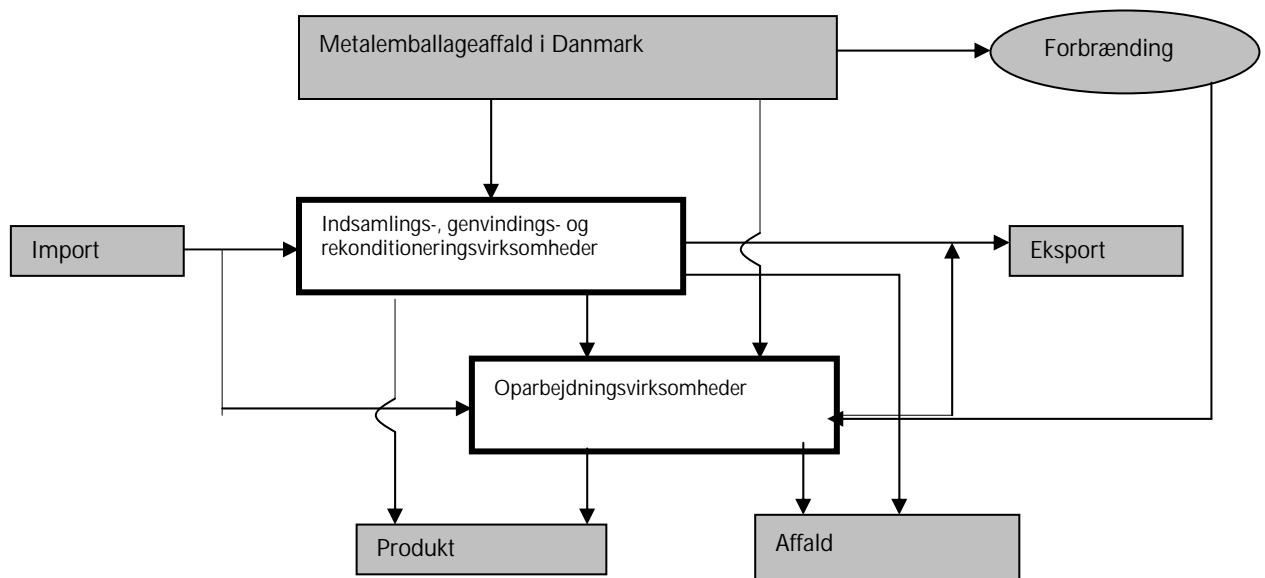 Metalemballageaffald i Danmark
Forbrænding
Indsamlings-, genvindings- og
rekonditioneringsvirksomheder
Import
Eksport
Oparbejdningsvirksomheder
Produkt
Affald